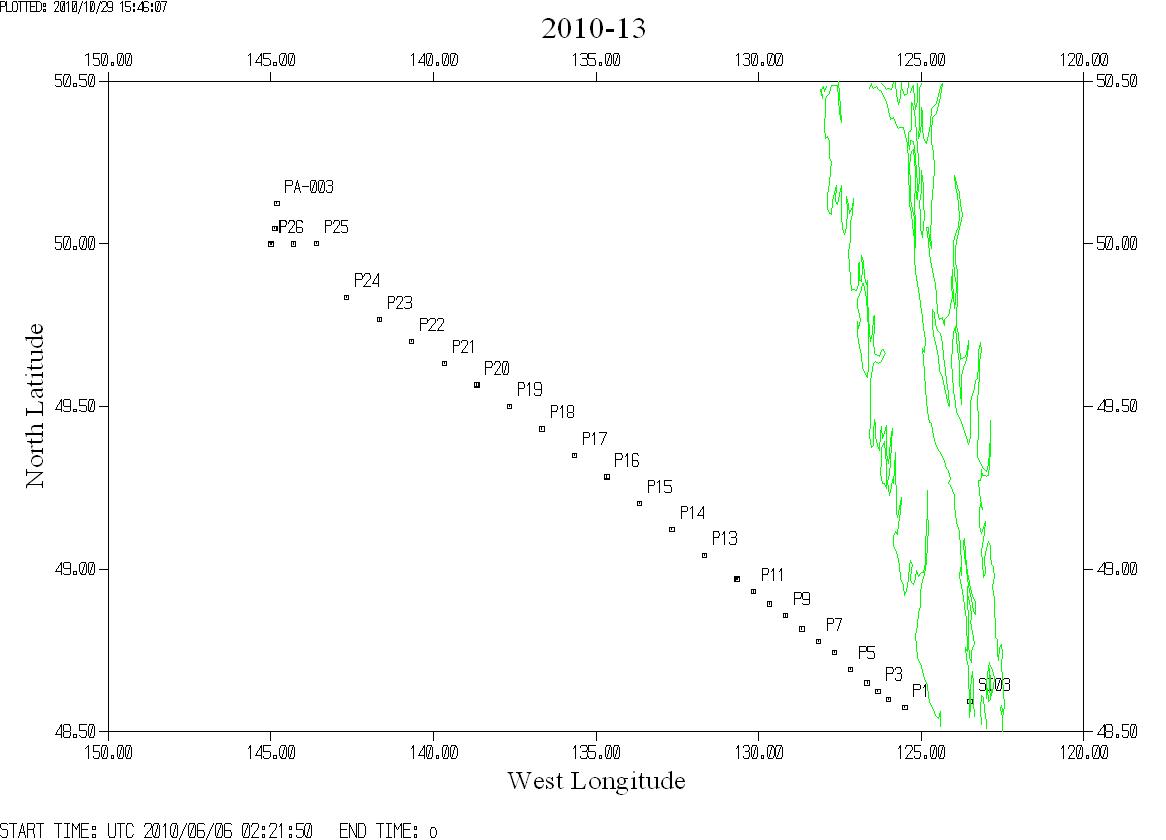 PLOTTED: 2010/10/29 15:46:07
2010-13
150.00 145.00 140.00 135.00 130.00 125.00 120.00
50.50 50.50
PA-003
P26 P25
50.00 50.00
P24
P23
P22
P21
P20
P19
49.50 49.50
P18
P17
P16
P15
P14
P13
49.00 49.00
P11
P9
P7
P5
P3 SI03
P1
48.50 48.50
150.00 145.00 140.00 135.00 130.00 125.00 120.00
North Latitude
West Longitude
START TIME: UTC 2010/06/06 02:21:50 END TIME: o